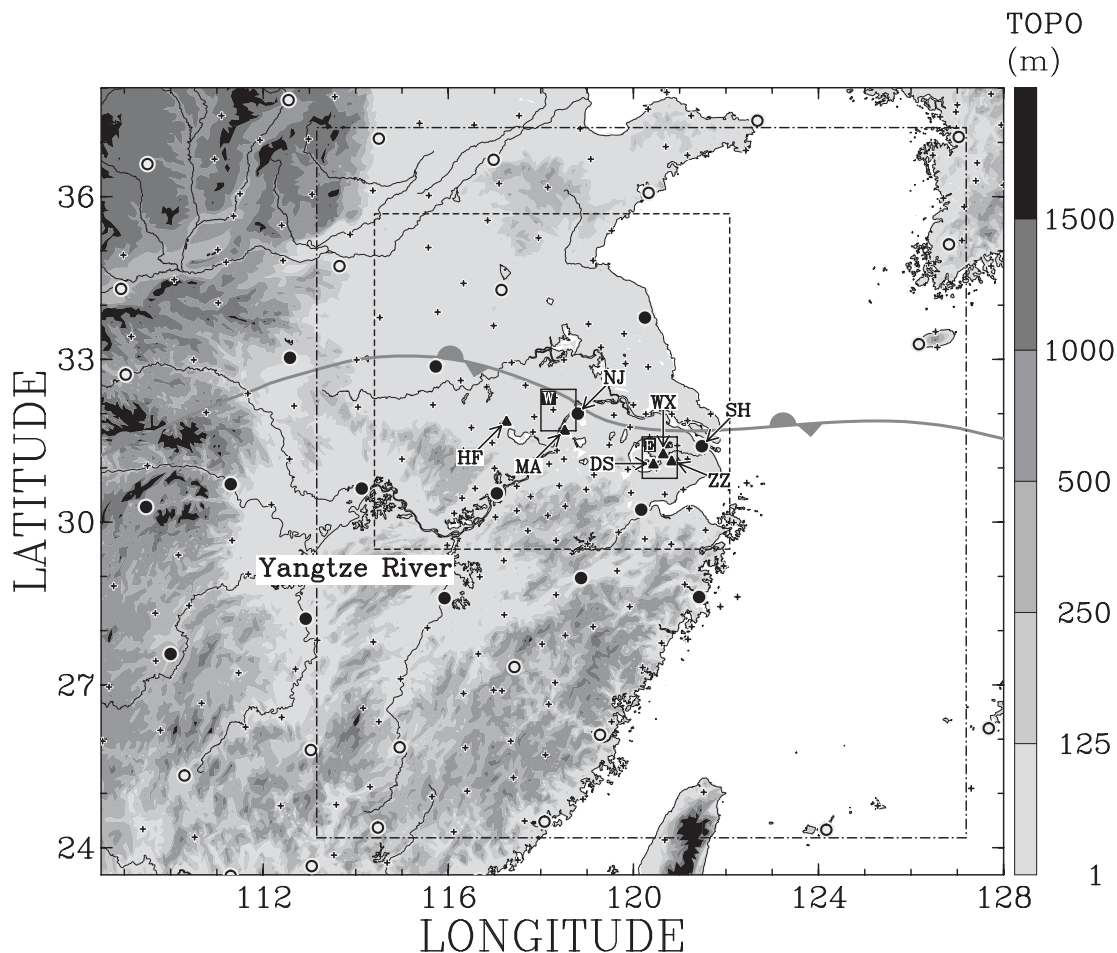 TOPO
(m)
1500
1000
500
250
125
1
36
33
30
27
24
LATITUDE
W
NJ
WX
SH
HF
MA
E
DS
ZZ
Yangtze River
112
116
120
124
128
LONGITUDE